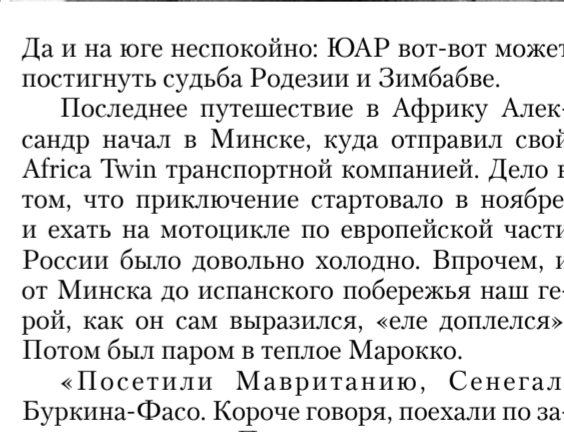 Да и на юге неспокойно: ЮАР вот-вот может
постигнуть судьба Родезии и Зимбабве.
Последнее путешествие в Африку Алек-
сандр начал в Минске, куда отправил свой
Africa Twin транспортной компанией. Дело в
том, что приключение стартовало в ноябре
и ехать на мотоцикле по европейской части
России было довольно холодно. Впрочем, и
от Минска до испанского побережья наш ге-
рой, как он сам выразился, «еле доплелся»
Потом был паром в теплое Марокко.
«Посетили Мавританию, Сенегал
Буркина-Фасо. Короче говоря, поехали по за-